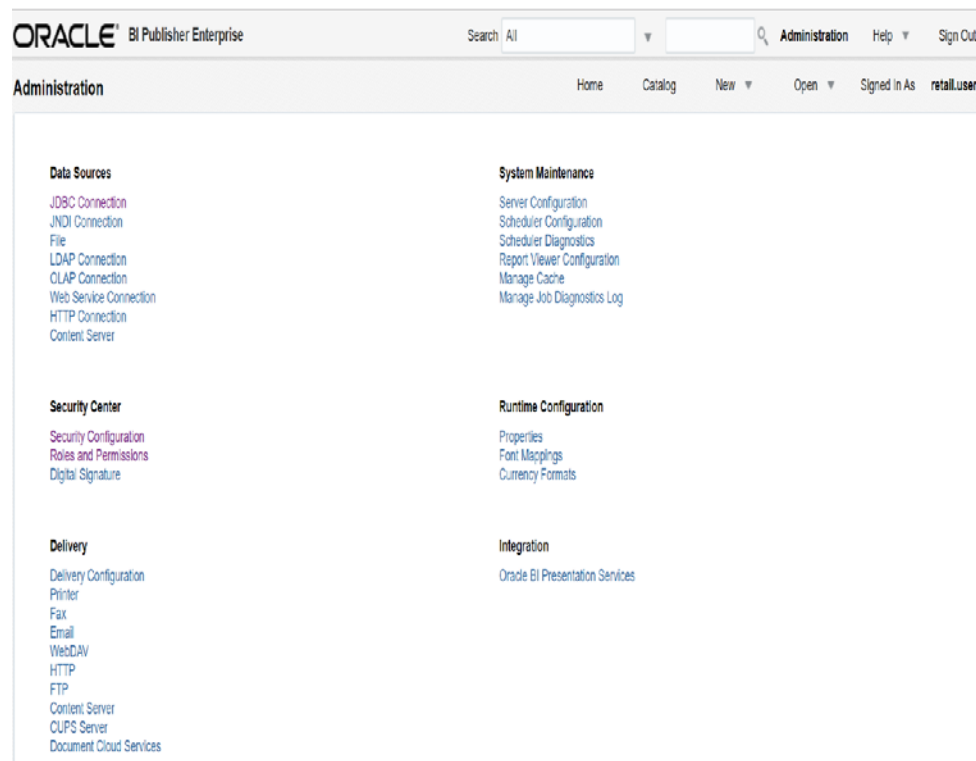 ORACLE® BI Publisher Enterprise Search All Administration Help Sign Out
Administration Home Catalog New Open Signed In As retail.user
Data Sources
JDBC Connection
JNDI Connection
File
LDAP Connection
OLAP Connection
Web Service Connection
HTTP Connection
Content Server
System Maintenance
Server Configuration
Scheduler Configuration
Scheduler Diagnostics
Report Viewer Configuration
Manage Cache
Manage Job Diagnostics Log
Security Center
Security Configuration
Roles and Permissions
Digital Signature
Runtime Configuration
Properties
Font Mappings
Currency Formats
Delivery
Delivery Configuration
Printer
Fax
Email
WebDAV
HTTP
FTP
Content Server
CUPS Server
Document Cloud Services
Integration
Oracle BI Presentation Services